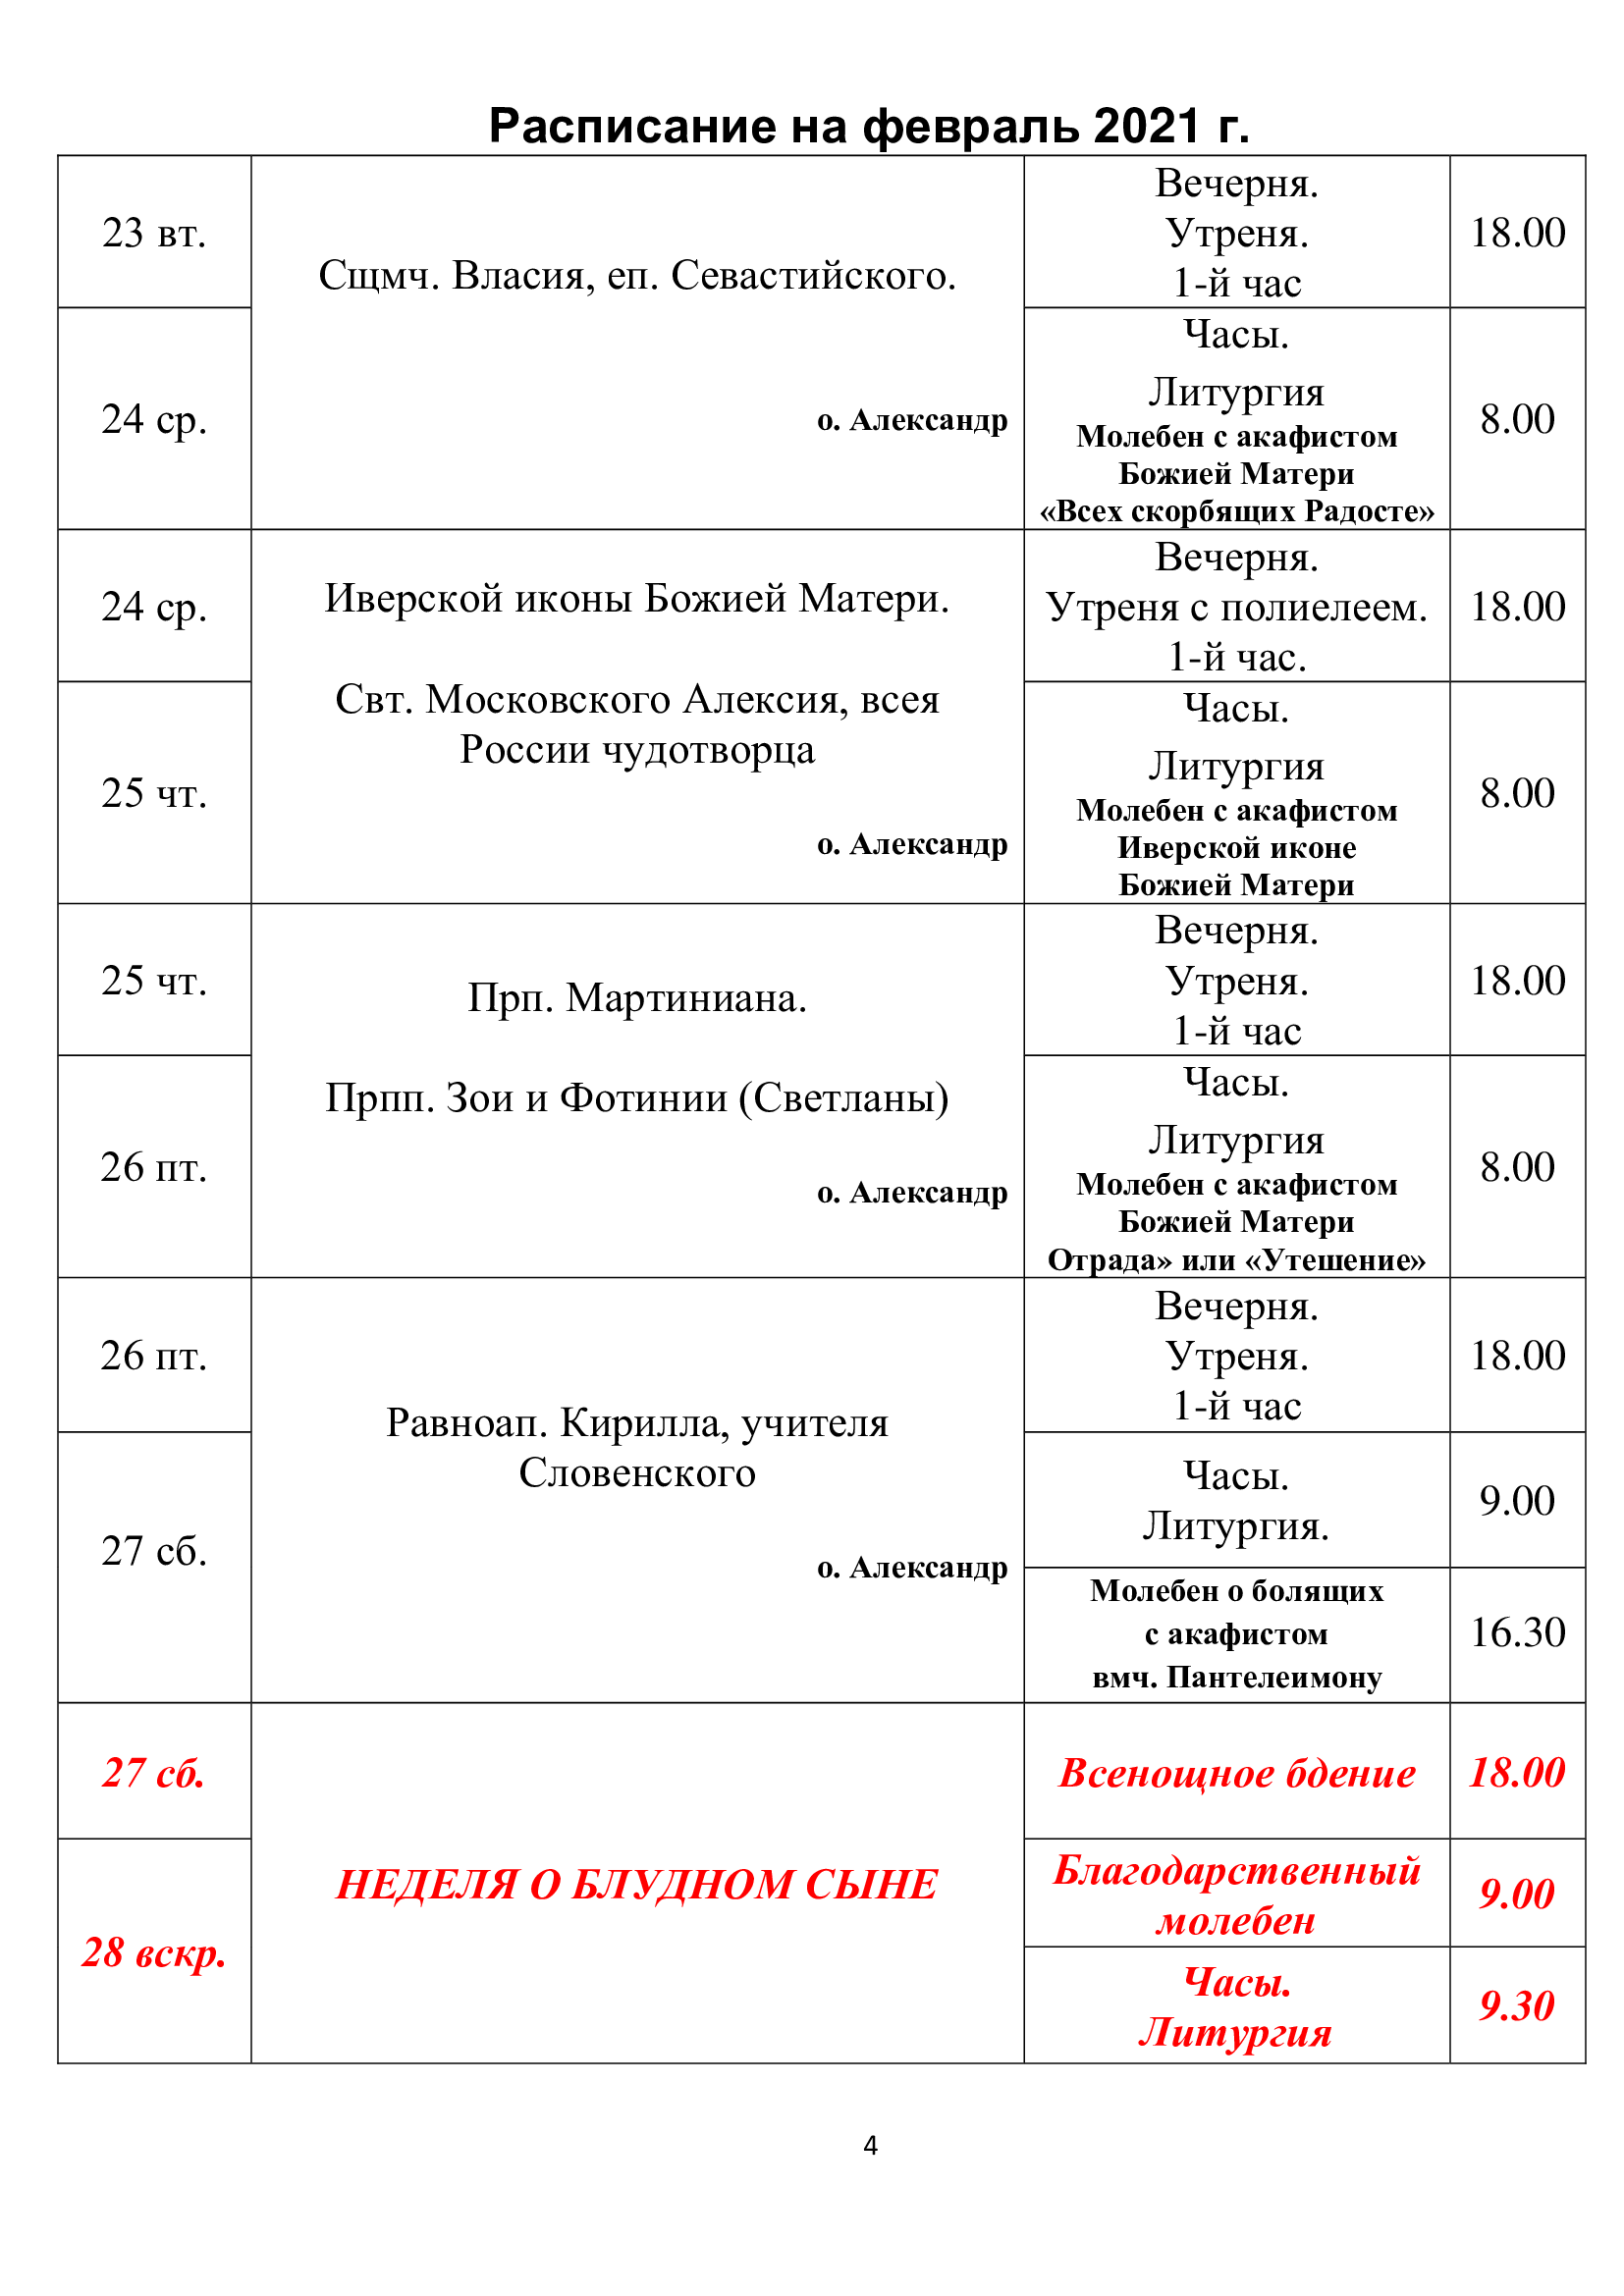 Расписание на февраль 2021 г.
23 вт.
Сщмч. Власия, еп. Севастийского.
о. Александр
Вечерня.
Утреня.
1-й час
18.00
24 ср.
Часы.
Литургия
Молебен с акафистом
Божией Матери
«Всех скорбящих Радосте»
8.00
24 ср.
Иверской иконы Божией Матери.
Свт. Московского Алексия, всея
России чудотворца
о. Александр
Вечерня.
Утреня с полиелеем.
1-й час.
18.00
25 чт.
Часы.
Литургия
Молебен с акафистом
Иверской иконе
Божией Матери
8.00
25 чт.
Прп. Мартиниана.
Прпп. Зои и Фотинии (Светланы)
о. Александр
Вечерня.
Утреня.
1-й час
18.00
26 пт.
Часы.
Литургия
Молебен с акафистом
Божией Матери
Отрада» или «Утешение»
8.00
26 пт.
Равноап. Кирилла, учителя
Словенского
о. Александр
Вечерня.
Утреня.
1-й час
18.00
27 сб.
Часы.
Литургия.
9.00
Молебен о болящих
с акафистом
вмч. Пантелеимону
16.30
27 сб.
НЕДЕЛЯ О БЛУДНОМ СЫНЕ
Всенощное бдение
18.00
28 вскр.
Благодарственный
молебен
9.00
Часы.
Литургия
9.30
4